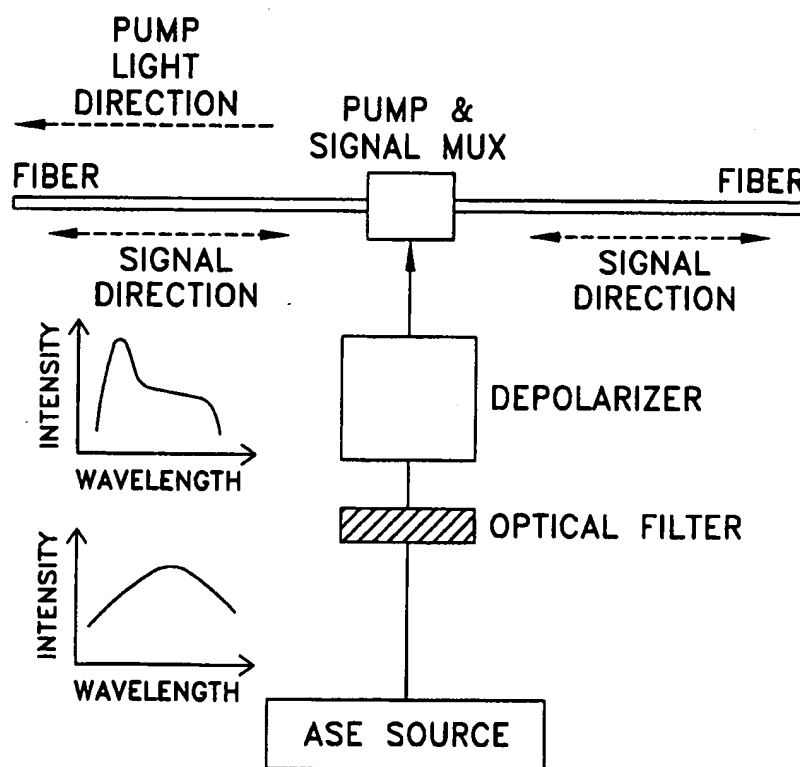 PUMP
LIGHT
DIRECTION
PUMP &
SIGNAL MUX
FIBER
FIBER
SIGNAL
DIRECTION
SIGNAL
DIRECTION
INTENSITY
WAVELENGTH
DEPOLARIZER
OPTICAL FILTER
INTENSITY
WAVELENGTH
ASE SOURCE